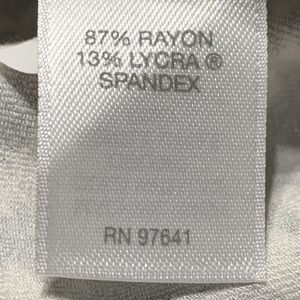 87% RAYON
13% LYCRA ®
SPANDEX
RN 97641